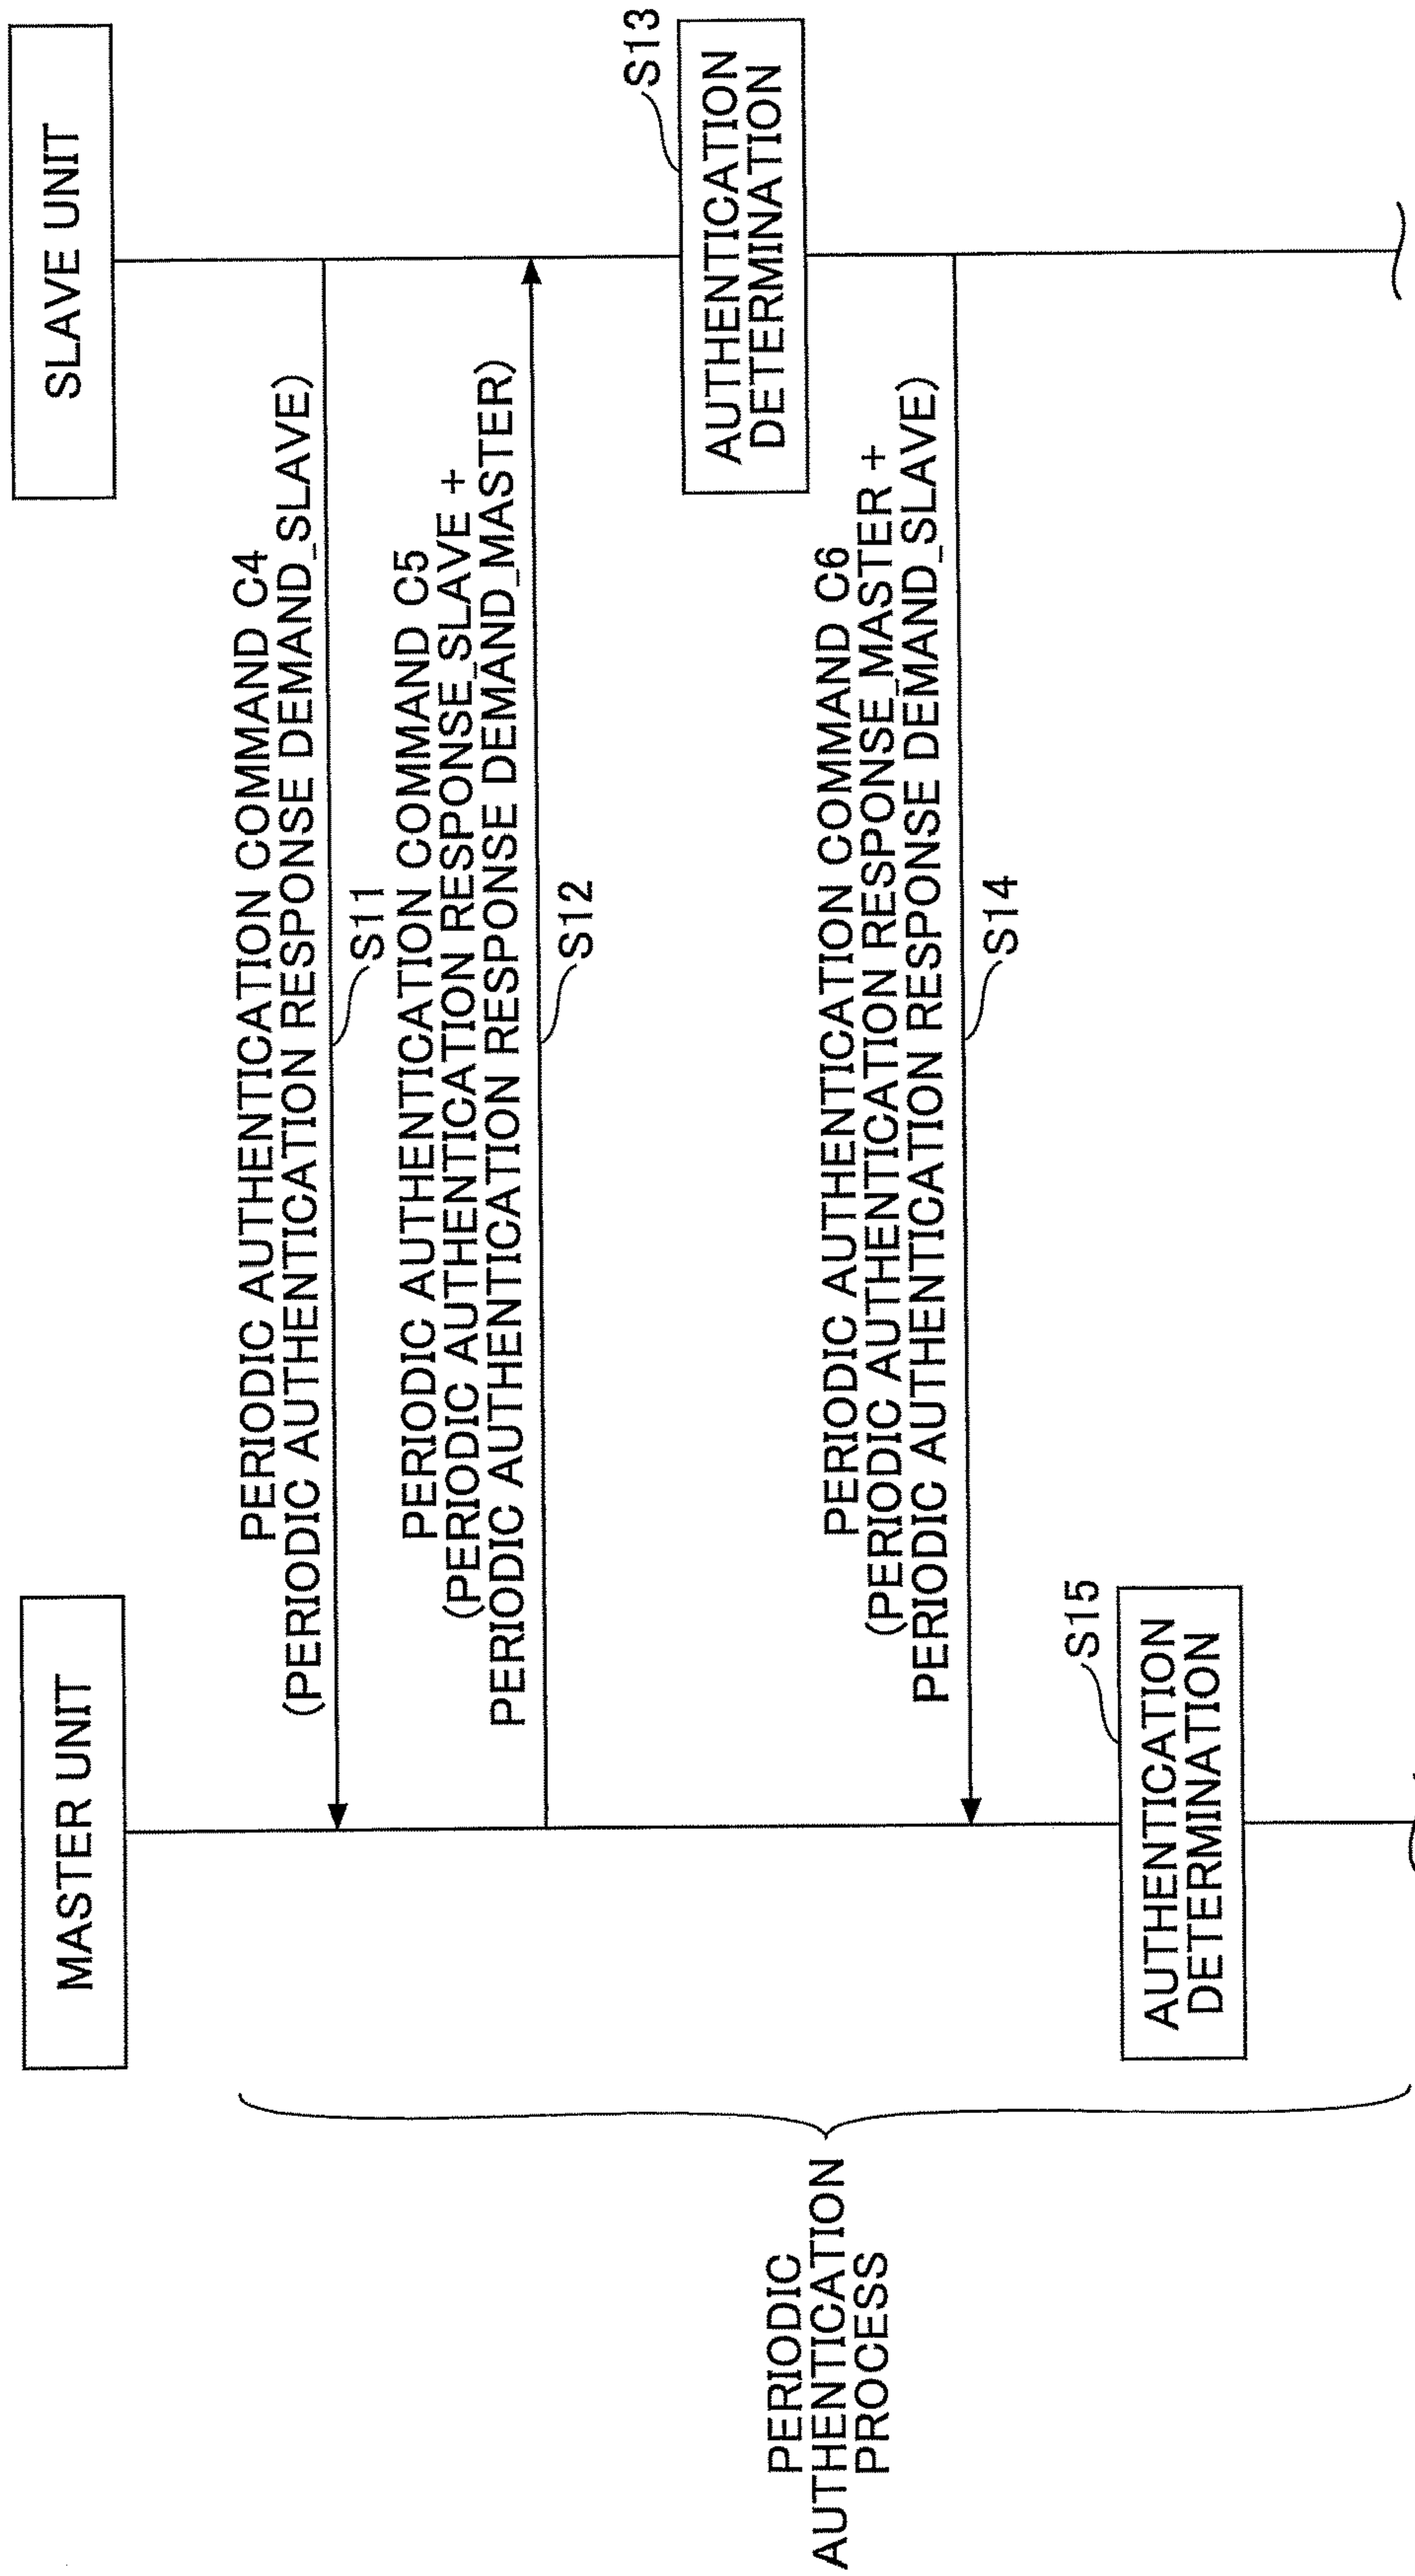 MASTER UNIT
SLAVE UNIT
PERIODIC AUTHENTICATION COMMAND C4
(PERIODIC AUTHENTICATION RESPONSE DEMAND_SLAVE)
S11
PERIODIC AUTHENTICATION COMMAND C5
(PERIODIC AUTHENTICATION RESPONSE_SLAVE +
PERIODIC AUTHENTICATION RESPONSE DEMAND_MASTER)
S12
S13
AUTHENTICATION
DETERMINATION
PERIODIC
AUTHENTICATION
PROCESS
PERIODIC AUTHENTICATION COMMAND C6
(PERIODIC AUTHENTICATION RESPONSE_MASTER +
PERIODIC AUTHENTICATION RESPONSE DEMAND_SLAVE)
S14
S15
AUTHENTICATION
DETERMINATION